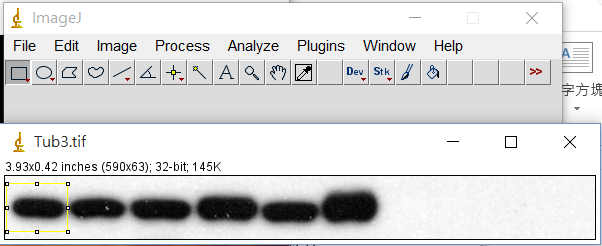 ImageJ
File Edit Image Process Analyze Plugins Window Help
A Dev Stk >>
A
字方塊
Tub3.tif
3.93x0.42 inches (590x63); 32-bit; 145K